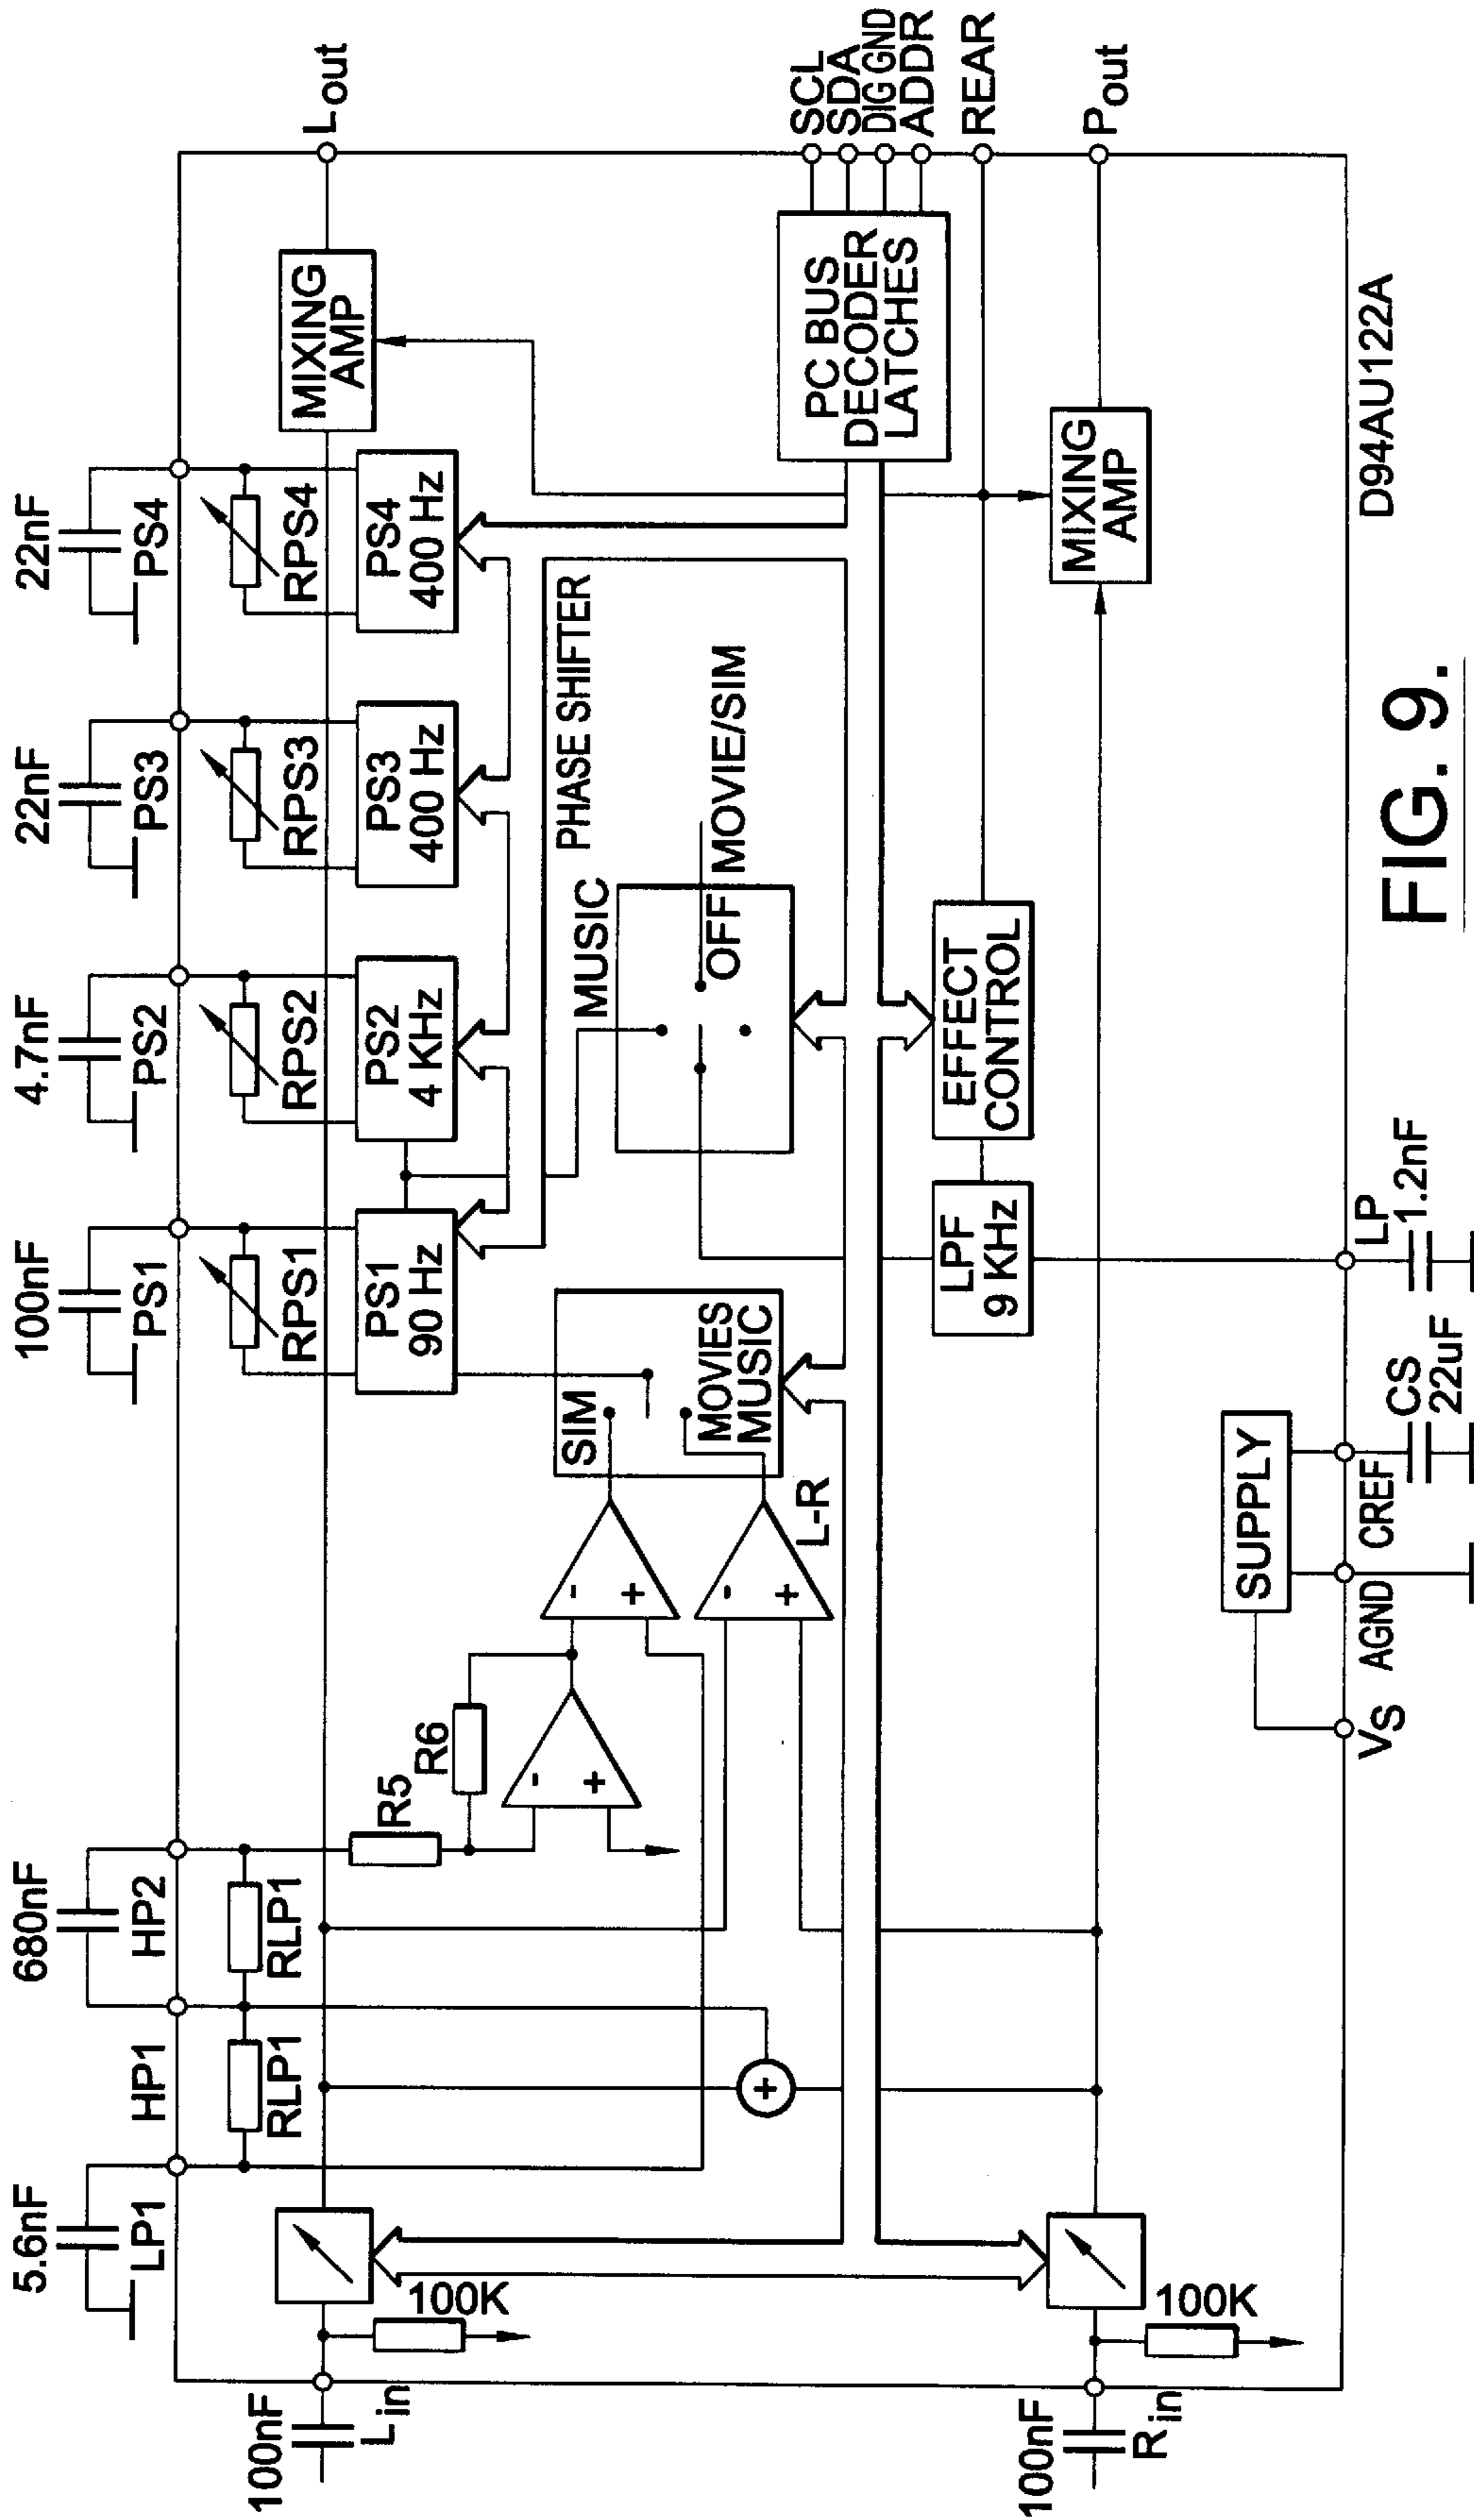 5.6nF
680nF
100nF
4.7nF
22nF
22nF
LP1
HP1
HP2
PS1
PS2
PS3
PS4
RLP1
RLP1
RPS1
RPS2
RPS3
RPS4
100nF
Lin
100K
R5
R6
PS1
90 Hz
PS2
4 KHz
PS3
400 Hz
PS4
400 Hz
MIXING
AMP
Lout
PHASE SHIFTER
-
+
-
+
-
+
+
L-R
SIM
MOVIES
MUSIC
MUSIC
OFF
MOVIE/SIM
PC BUS
DECODER
LATCHES
SCL
SDA
DIG GND
ADDR
REAR
LPF
9 KHz
EFFECT
CONTROL
MIXING
AMP
Pout
100nF
Rin
100K
SUPPLY
VS
AGND
CREF
CS
22uF
LP
1.2nF
D94AU122A
FIG. 9.